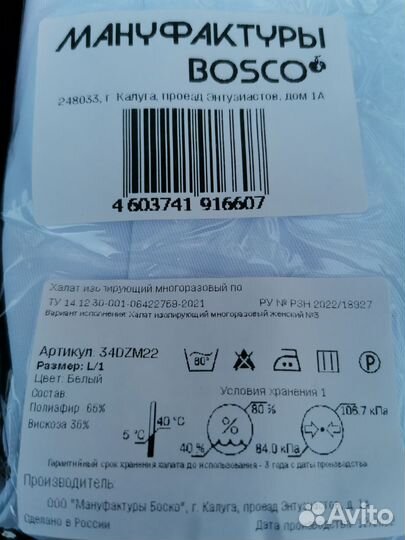 МАНУФАКТУРЫ
BOSCO
248033, г. Калуга, проезд Энтузиастов, дом 1А
4 603741 916607
Халат изолирующий многоразовый по
ТУ 14.12.30-001-06422759-2021 РУ № РЗН 2022/18927
Вариант исполнения: Халат изолирующий многоразовый женский №3
Артикул: 34DZM22
Размер: L/1
Цвет: Белый
80°
P
Состав:
Полиэфир 65%
Вискоза 35%
Условия хранения 1
5 °C 40 °C 40 % % 80 % 84.0 кПа 106.7 кПа
Гарантийный срок хранения халата до использования - 3 года с даты производства
Производитель:
ООО "Мануфактуры Боско", г. Калуга, проезд Энтузиастов, д. 1А
Сделано в России Дата производства:
Avito